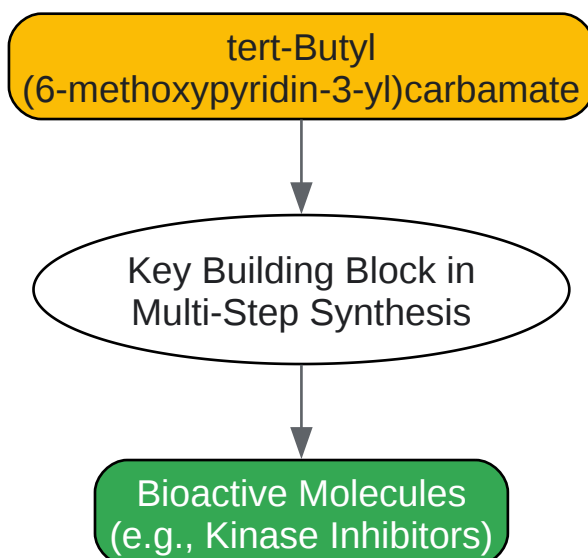 tert-Butyl
(6-methoxypyridin-3-yl)carbamate
Key Building Block in
Multi-Step Synthesis
Bioactive Molecules
(e.g., Kinase Inhibitors)